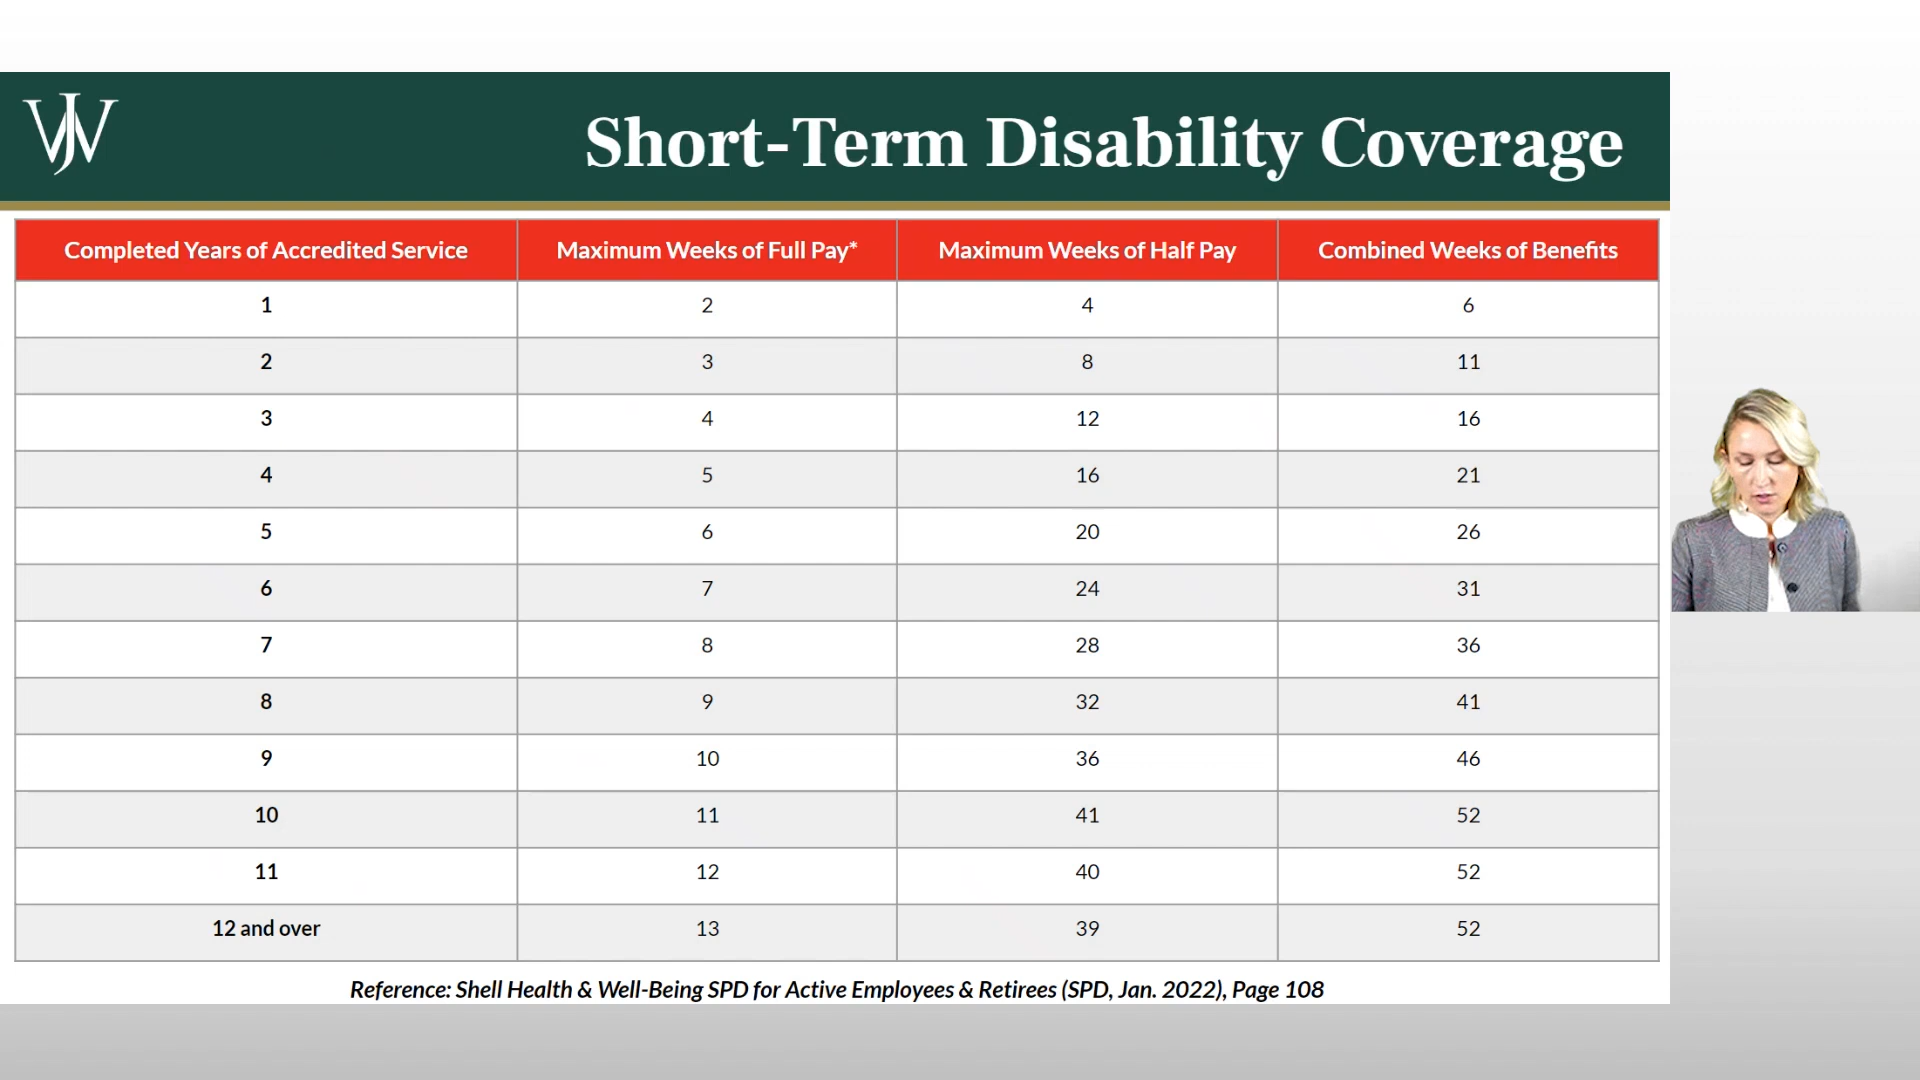 WJ
Short-Term Disability Coverage
Completed Years of Accredited Service Maximum Weeks of Full Pay* Maximum Weeks of Half Pay Combined Weeks of Benefits
1 2 4 6
2 3 8 11
3 4 12 16
4 5 16 21
5 6 20 26
6 7 24 31
7 8 28 36
8 9 32 41
9 10 36 46
10 11 41 52
11 12 40 52
12 and over 13 39 52
Reference: Shell Health & Well-Being SPD for Active Employees & Retirees (SPD, Jan. 2022), Page 108